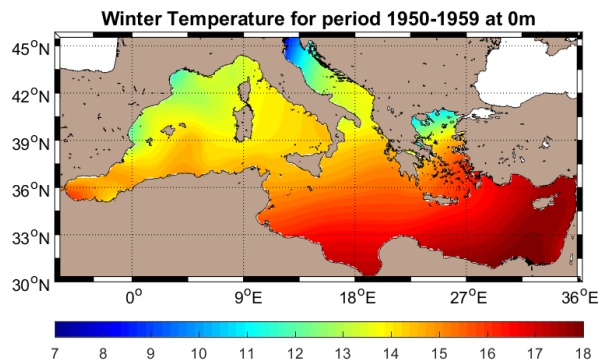 Winter Temperature for period 1950-1959 at 0m
45°N
42°N
39°N
36°N
33°N
30°N
0° 9°E 18°E 27°E 36°E
7 8 9 10 11 12 13 14 15 16 17 18